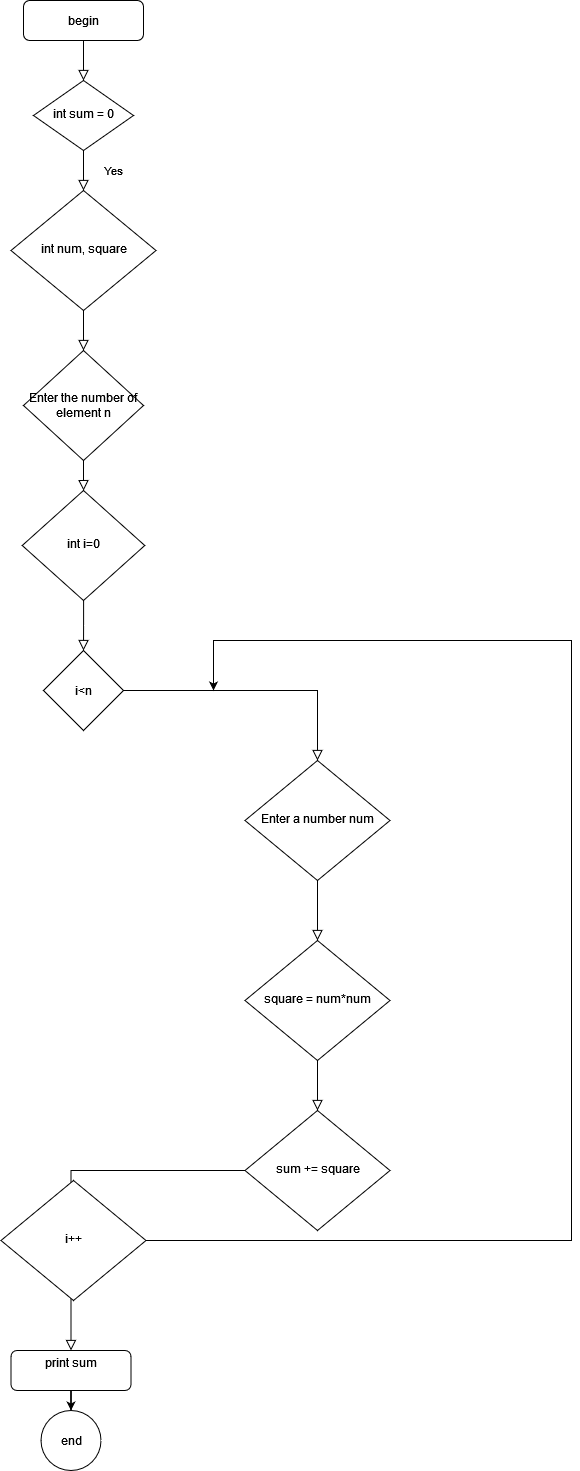 begin
int sum = 0
Yes
int num, square
Enter the number of
element n
int i=0
i<n
Enter a number num
square = num*num
sum += square
i++
print sum
end